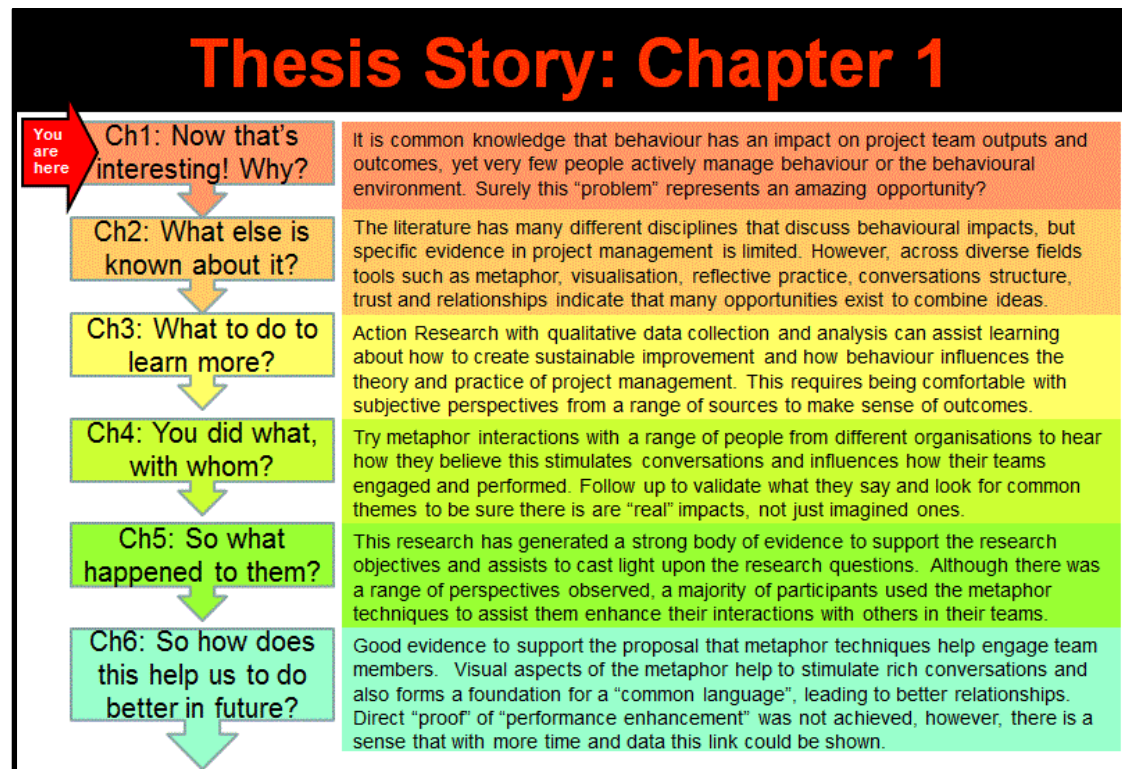 Thesis Story: Chapter 1
You
are
here
Ch1: Now that's
interesting! Why?
It is common knowledge that behaviour has an impact on project team outputs and
outcomes, yet very few people actively manage behaviour or the behavioural
environment. Surely this “problem” represents an amazing opportunity?
Ch2: What else is
known about it?
The literature has many different disciplines that discuss behavioural impacts, but
specific evidence in project management is limited. However, across diverse fields
tools such as metaphor, visualisation, reflective practice, conversations structure,
trust and relationships indicate that many opportunities exist to combine ideas.
Ch3: What to do to
learn more?
Action Research with qualitative data collection and analysis can assist learning
about how to create sustainable improvement and how behaviour influences the
theory and practice of project management. This requires being comfortable with
subjective perspectives from a range of sources to make sense of outcomes.
Ch4: You did what,
with whom?
Try metaphor interactions with a range of people from different organisations to hear
how they believe this stimulates conversations and influences how their teams
engaged and performed. Follow up to validate what they say and look for common
themes to be sure there is are “real” impacts, not just imagined ones.
Ch5: So what
happened to them?
This research has generated a strong body of evidence to support the research
objectives and assists to cast light upon the research questions. Although there was
a range of perspectives observed, a majority of participants used the metaphor
techniques to assist them enhance their interactions with others in their teams.
Ch6: So how does
this help us to do
better in future?
Good evidence to support the proposal that metaphor techniques help engage team
members. Visual aspects of the metaphor help to stimulate rich conversations and
also forms a foundation for a “common language”, leading to better relationships.
Direct “proof” of “performance enhancement” was not achieved, however, there is a
sense that with more time and data this link could be shown.